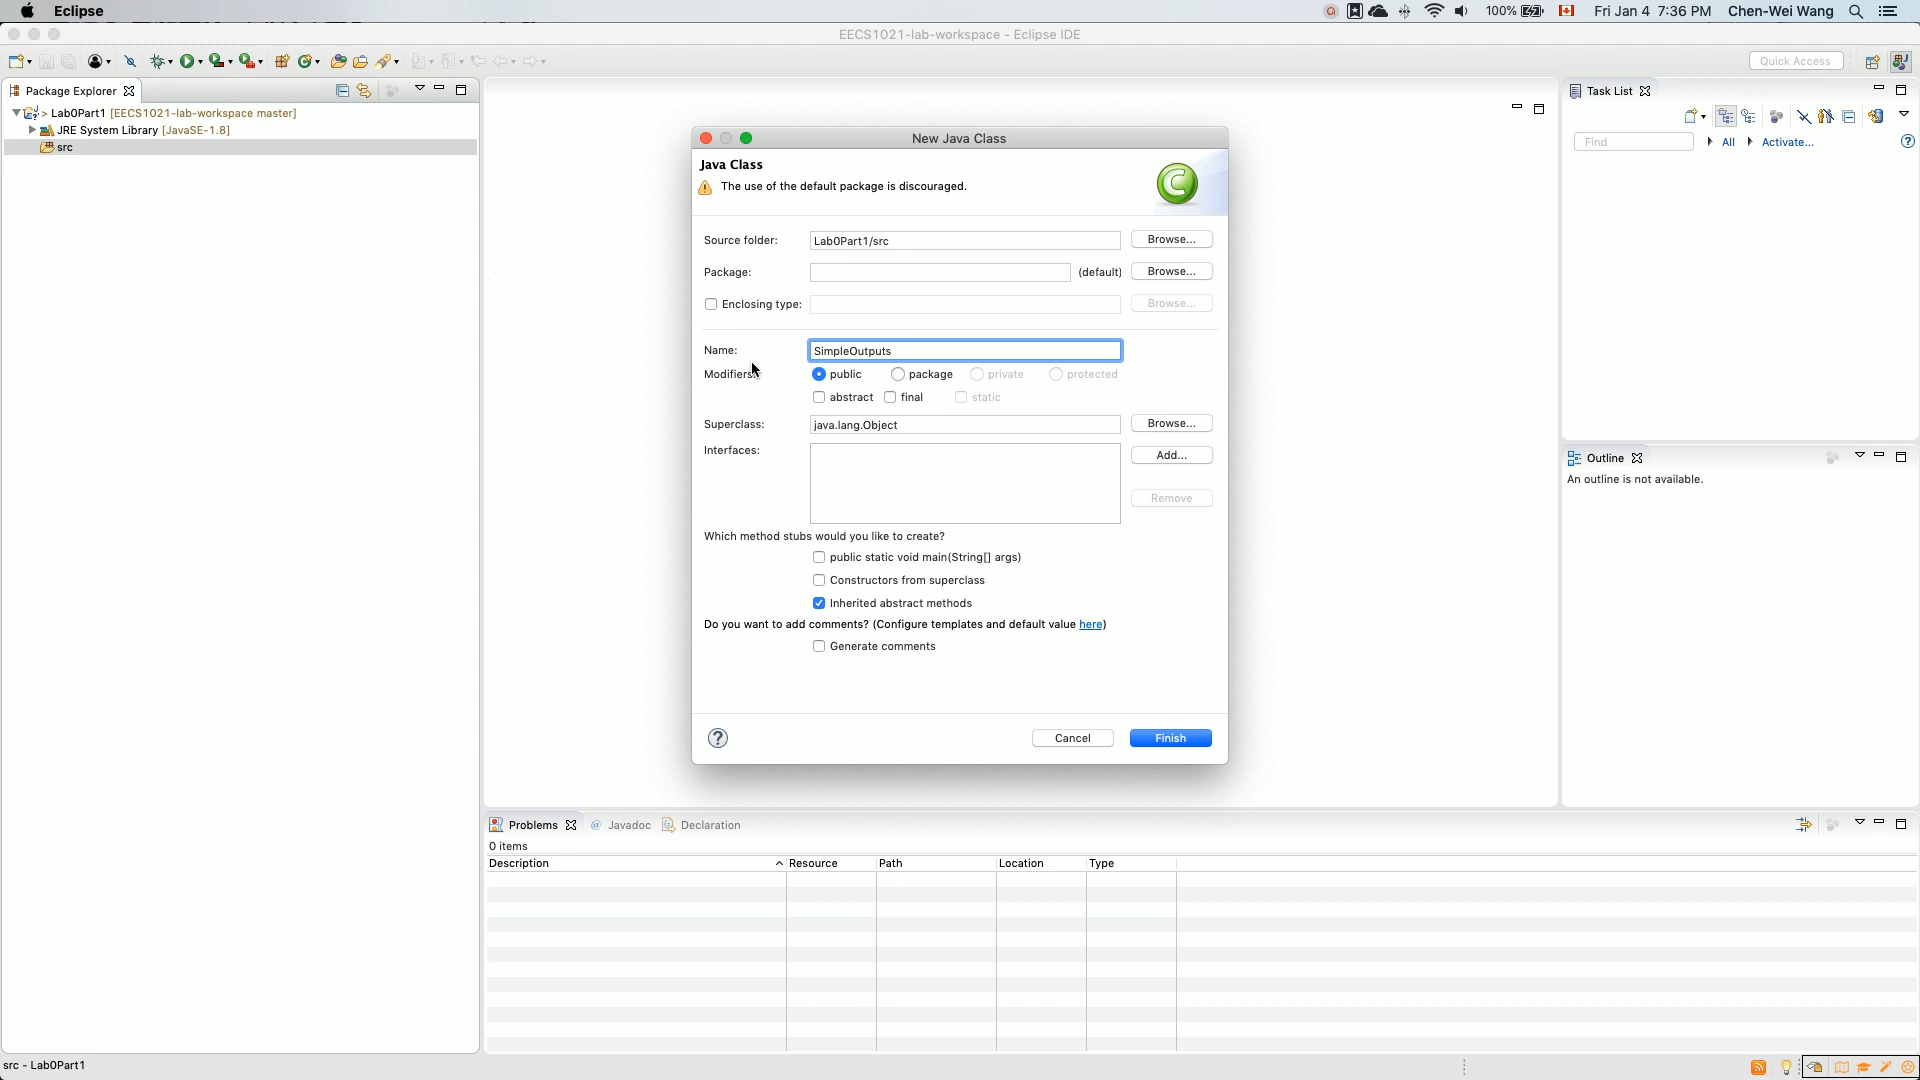 Eclipse
100%
Fri Jan 4 7:36 PM
Chen-Wei Wang
EECS1021-lab-workspace - Eclipse IDE
Quick Access
Package Explorer
> Lab0Part1 [EECS1021-lab-workspace master]
JRE System Library [JavaSE-1.8]
src
New Java Class
Java Class
The use of the default package is discouraged.
C
Source folder:
Lab0Part1/src
Browse...
Package:
(default)
Browse...
Enclosing type:
Browse...
Name:
SimpleOutputs
Modifiers:
public
package
private
protected
abstract
final
static
Superclass:
java.lang.Object
Browse...
Interfaces:
Add...
Remove
Which method stubs would you like to create?
public static void main(String[] args)
Constructors from superclass
Inherited abstract methods
Do you want to add comments? (Configure templates and default value here)
Generate comments
?
Cancel
Finish
Task List
Find
All
Activate...
?
Outline
An outline is not available.
Problems
@ Javadoc
Declaration
0 items
Description
Resource
Path
Location
Type
src - Lab0Part1